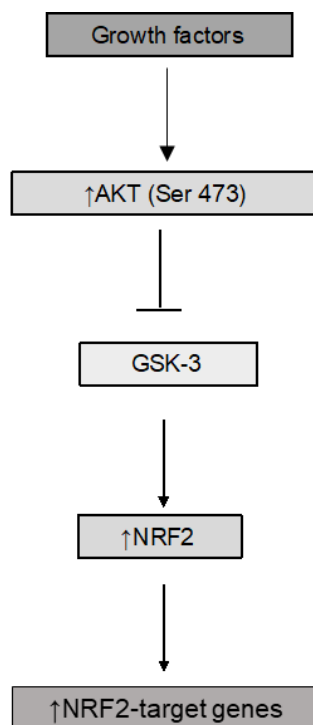 Growth factors
↑AKT (Ser 473)
GSK-3
↑NRF2
↑NRF2-target genes